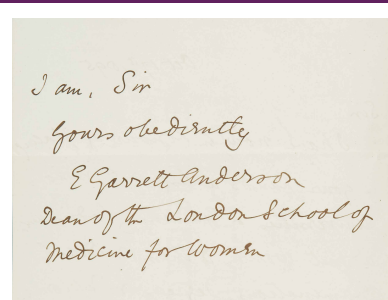 I am, Sir
Yours obediently
E Garrett Anderson
Dean of the London School of
Medicine for Women